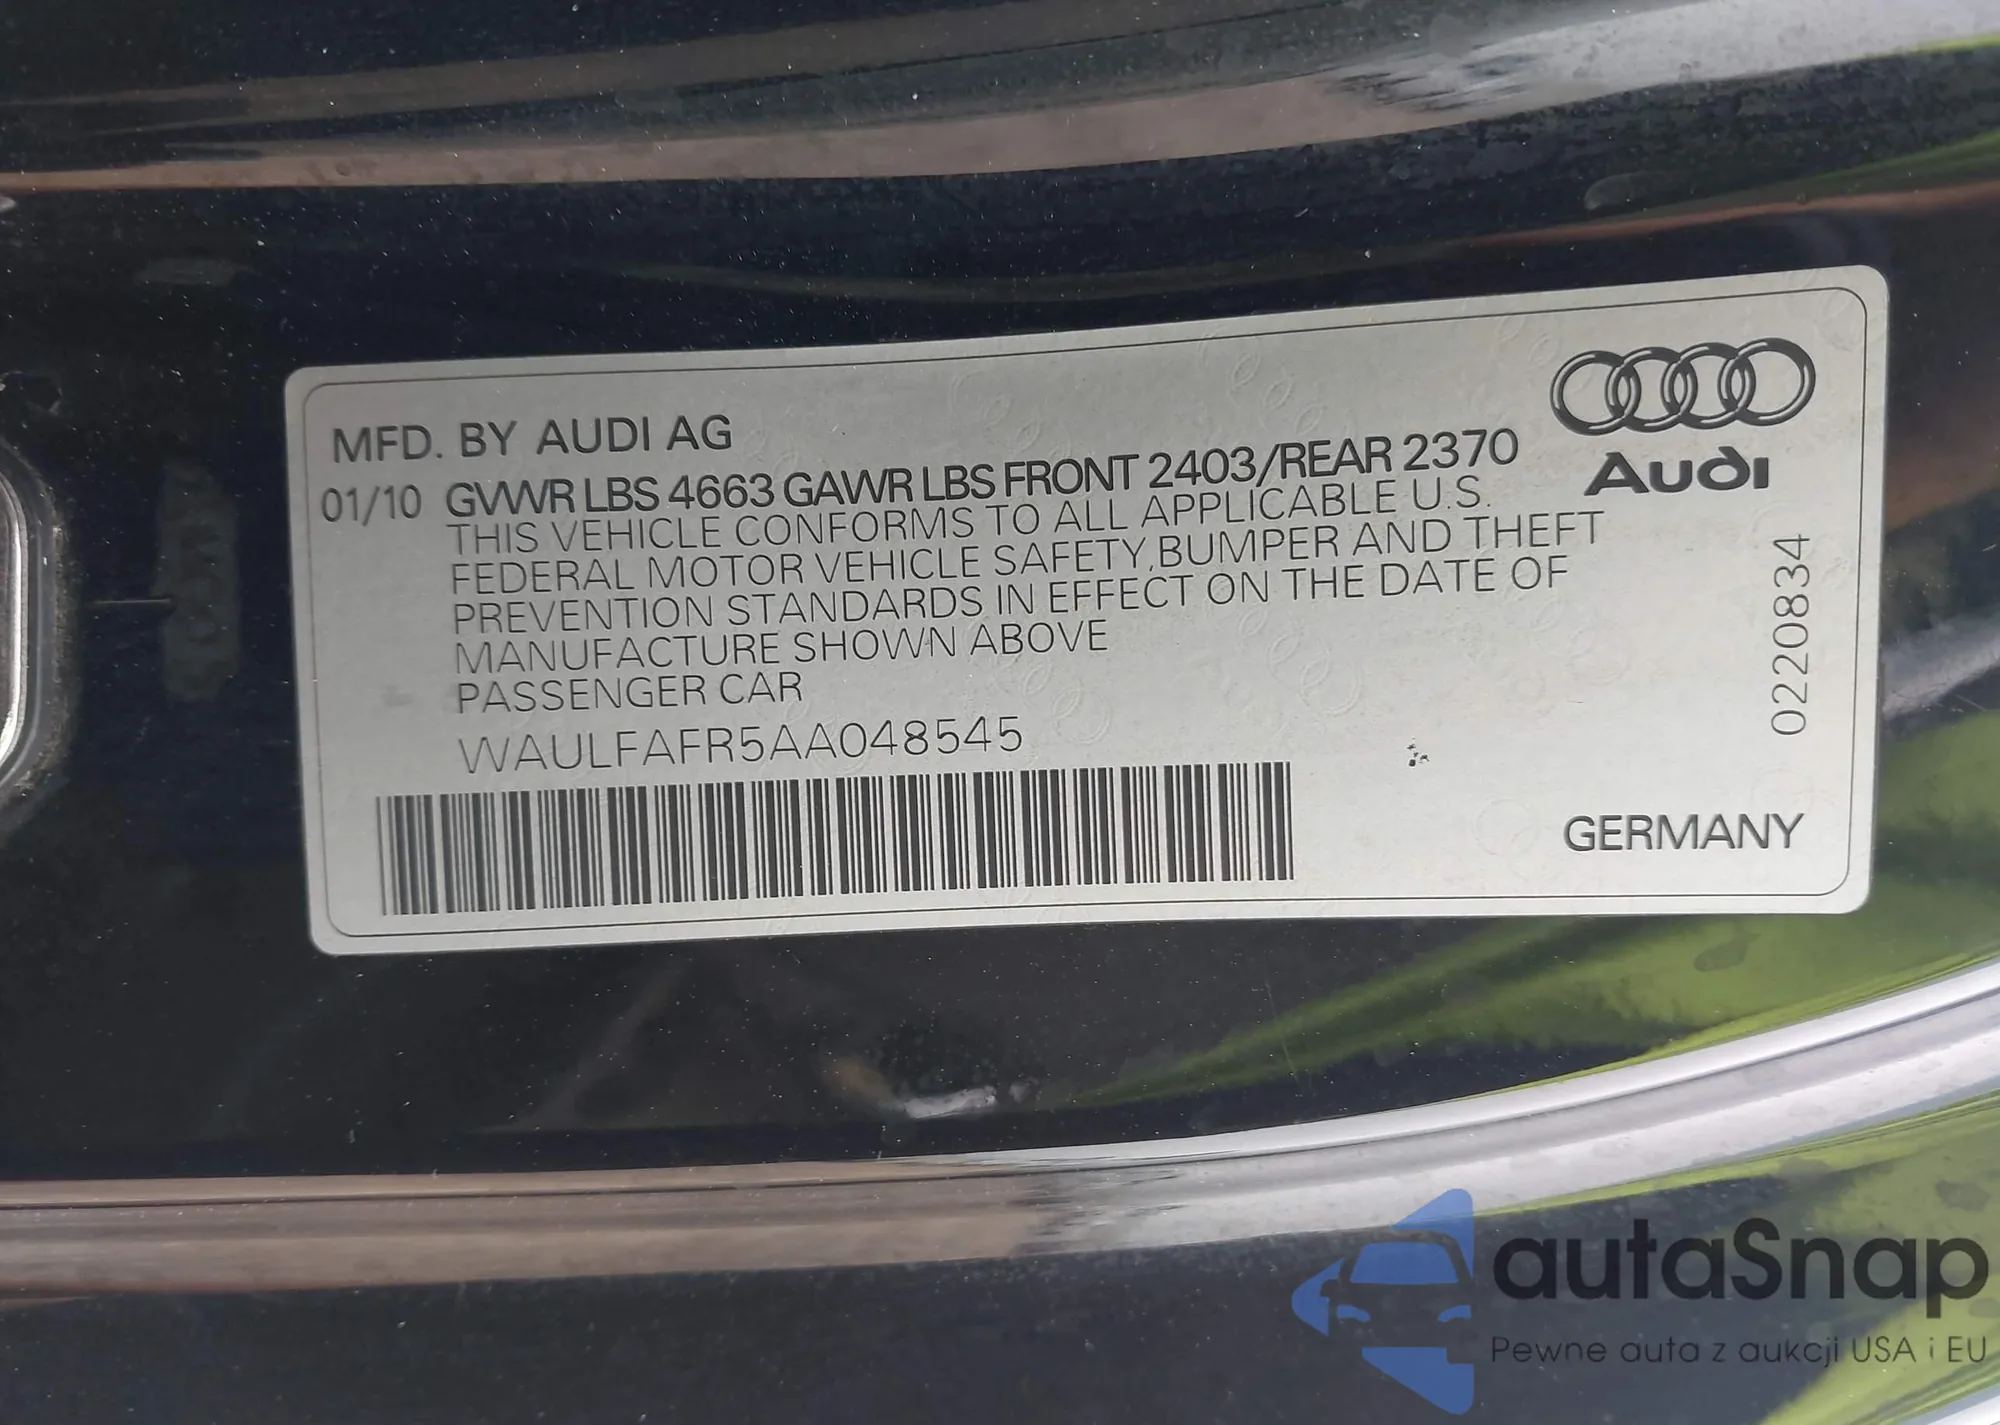 MFD. BY AUDI AG
01/10 GVWR LBS 4663 GAWR LBS FRONT 2403/REAR 2370
THIS VEHICLE CONFORMS TO ALL APPLICABLE U.S.
FEDERAL MOTOR VEHICLE SAFETY,BUMPER AND THEFT
PREVENTION STANDARDS IN EFFECT ON THE DATE OF
MANUFACTURE SHOWN ABOVE
PASSENGER CAR
WAULFAFR5AA048545
Audi
0220834
GERMANY
autaSnap
Pewne auta z aukcji USA i EU